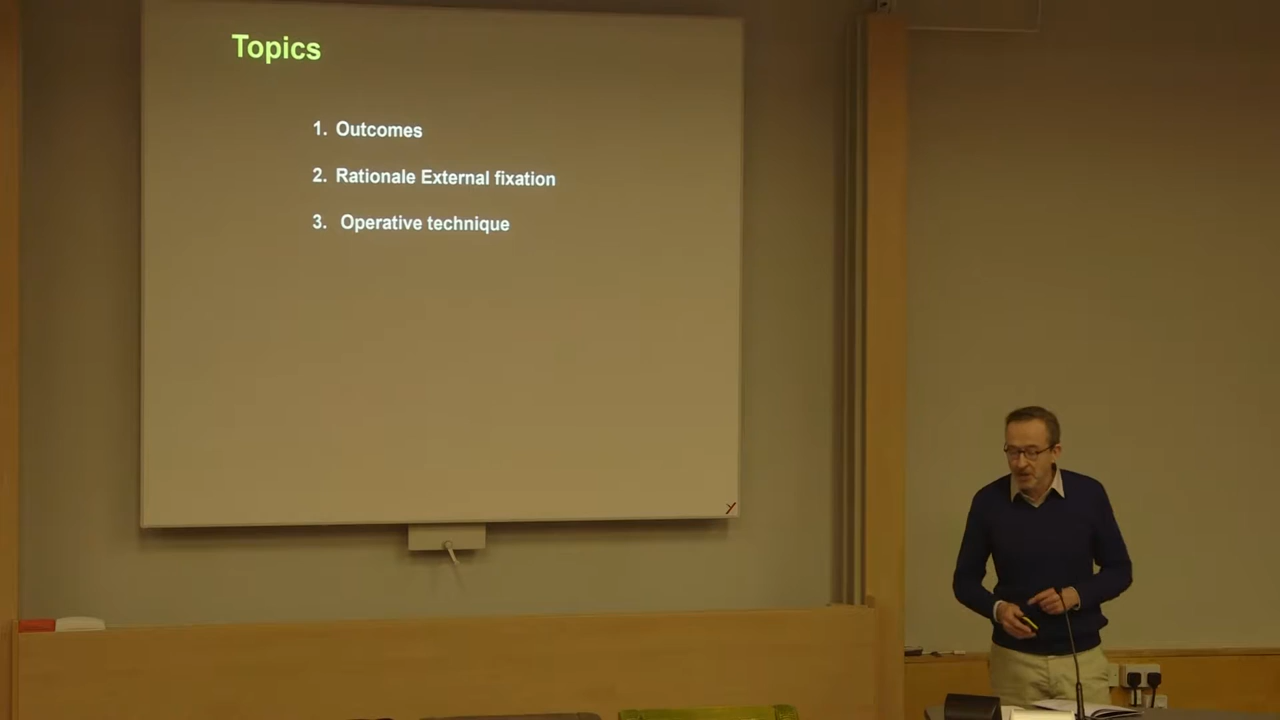 Topics
1. Outcomes
2. Rationale External fixation
3. Operative technique